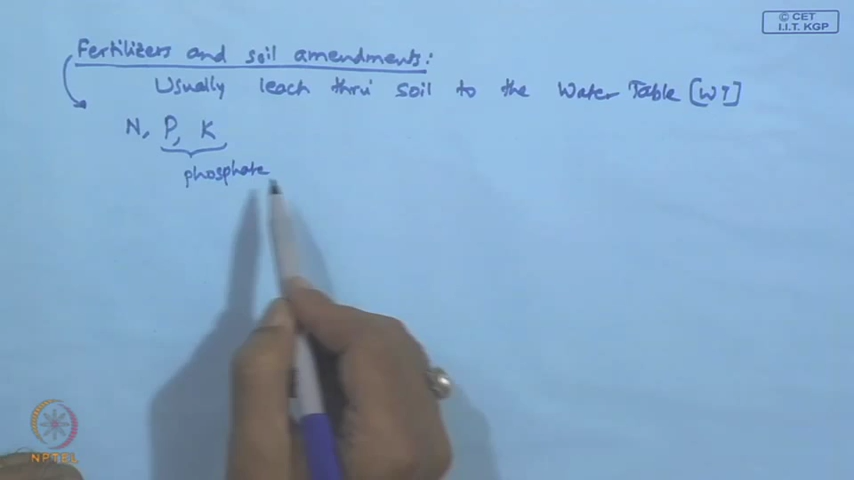 © CET
I.I.T. KGP
Fertilizers and soil amendments:
Usually leach thru' soil to the Water Table [WT]
N, P, K
phosphate
NPTEL